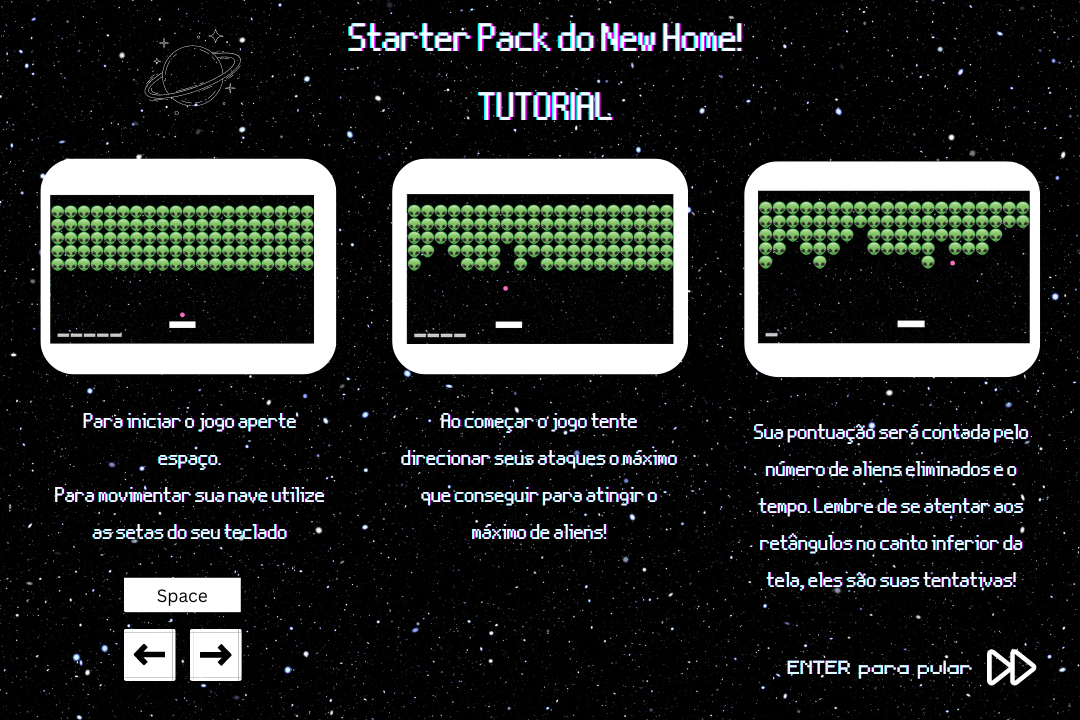 Starter Pack do New Home!
TUTORIAL
Para iniciar o jogo aperte
espaço.
Para movimentar sua nave utilize
as setas do seu teclado
Space
Ao começar o jogo tente
direcionar seus ataques o máximo
que conseguir para atingir o
máximo de aliens!
Sua pontuação será contada pelo
número de aliens eliminados e o
tempo. Lembre de se atentar aos
retângulos no canto inferior da
tela, eles são suas tentativas!
ENTER para pular